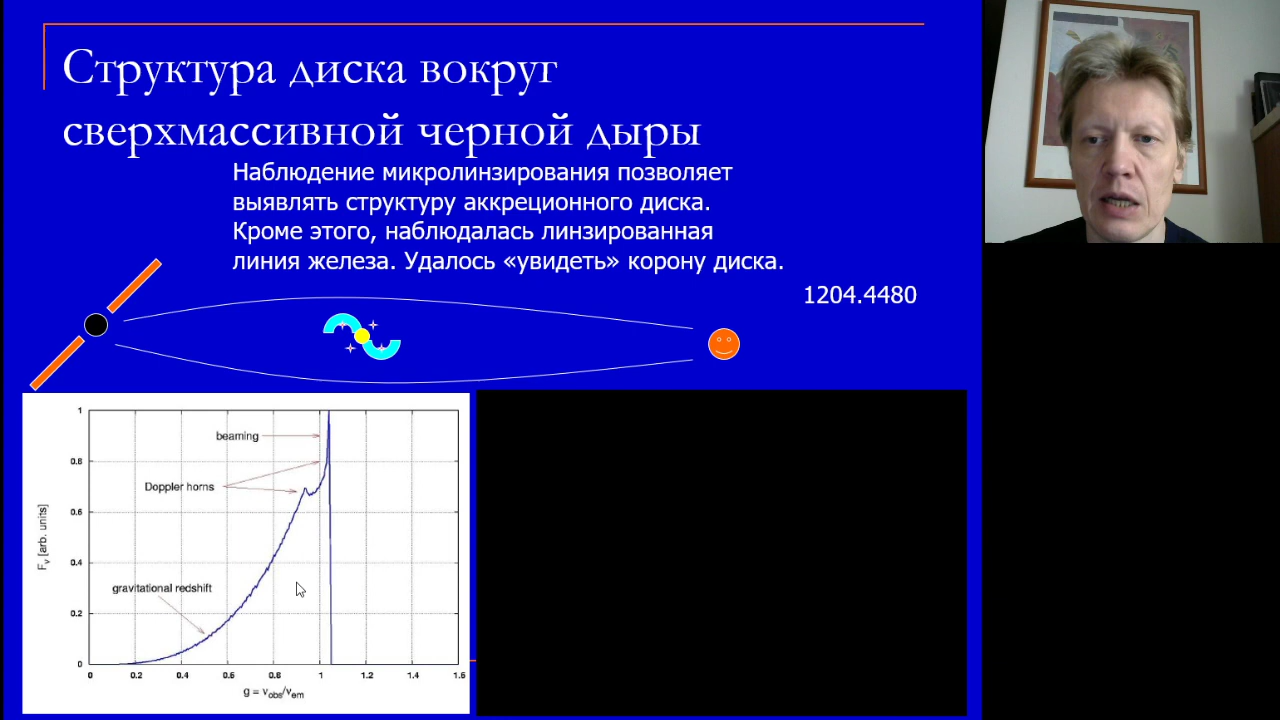 Структура диска вокруг
сверхмассивной черной дыры
Наблюдение микролинзирования позволяет
выявлять структуру аккреционного диска.
Кроме этого, наблюдалась линзированная
линия железа. Удалось «увидеть» корону диска.
1204.4480
1
0.8
0.6
0.4
0.2
0
Fν [arb. units]
beaming
Doppler horns
gravitational redshift
0 0.2 0.4 0.6 0.8 1 1.2 1.4 1.6
g = νobs/νem